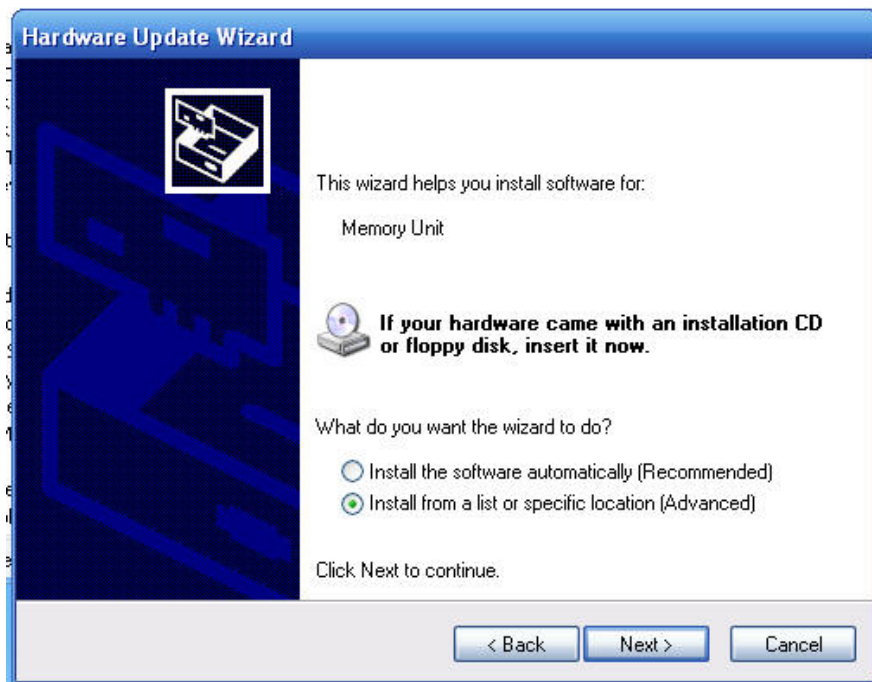 Hardware Update Wizard
This wizard helps you install software for:
Memory Unit
If your hardware came with an installation CD
or floppy disk, insert it now.
What do you want the wizard to do?
Install the software automatically (Recommended)
Install from a list or specific location (Advanced)
Click Next to continue.
< Back
Next >
Cancel